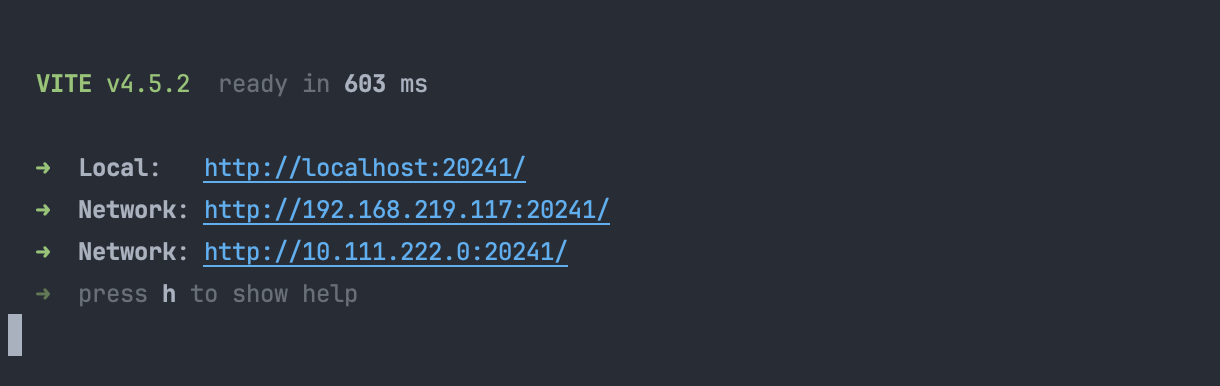 VITE v4.5.2  ready in 603 ms
➜  Local:   http://localhost:20241/
➜  Network: http://192.168.219.117:20241/
➜  Network: http://10.111.222.0:20241/
➜  press h to show help